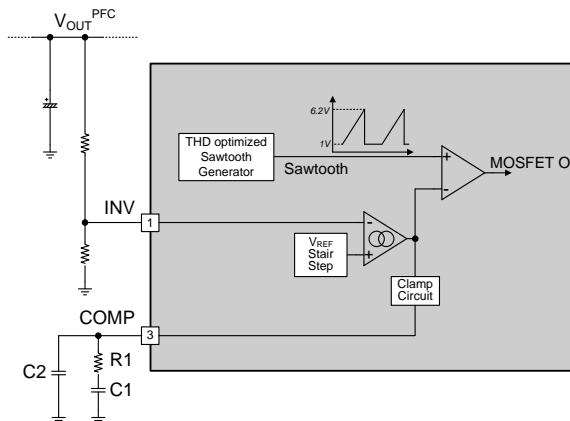 V_OUT^PFC
6.2V
1V
THD optimized
Sawtooth
Generator
Sawtooth
+
-
MOSFET O
INV
1
-
+
V_REF
Stair
Step
Clamp
Circuit
COMP
3
C2
R1
C1
+